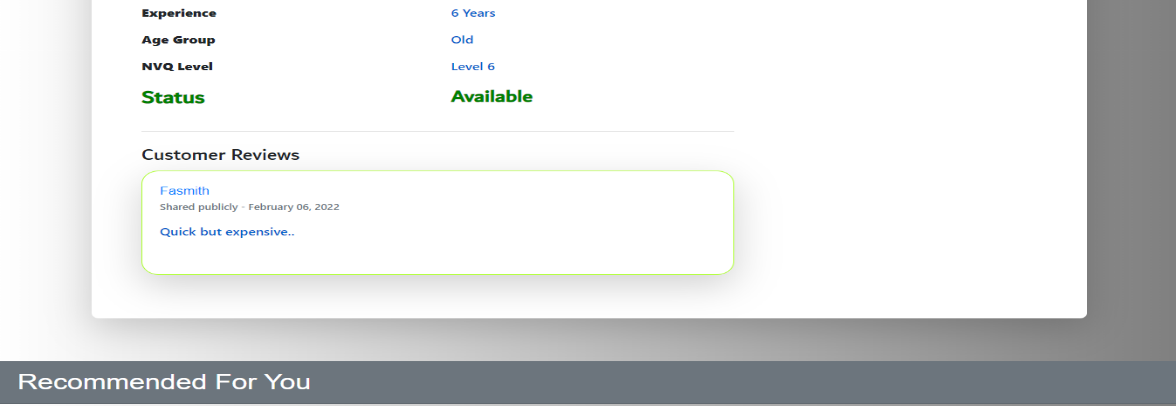 Experience 6 Years
Age Group Old
NVQ Level Level 6
Status Available
Customer Reviews
Fasmith
Shared publicly - February 06, 2022
Quick but expensive..
Recommended For You